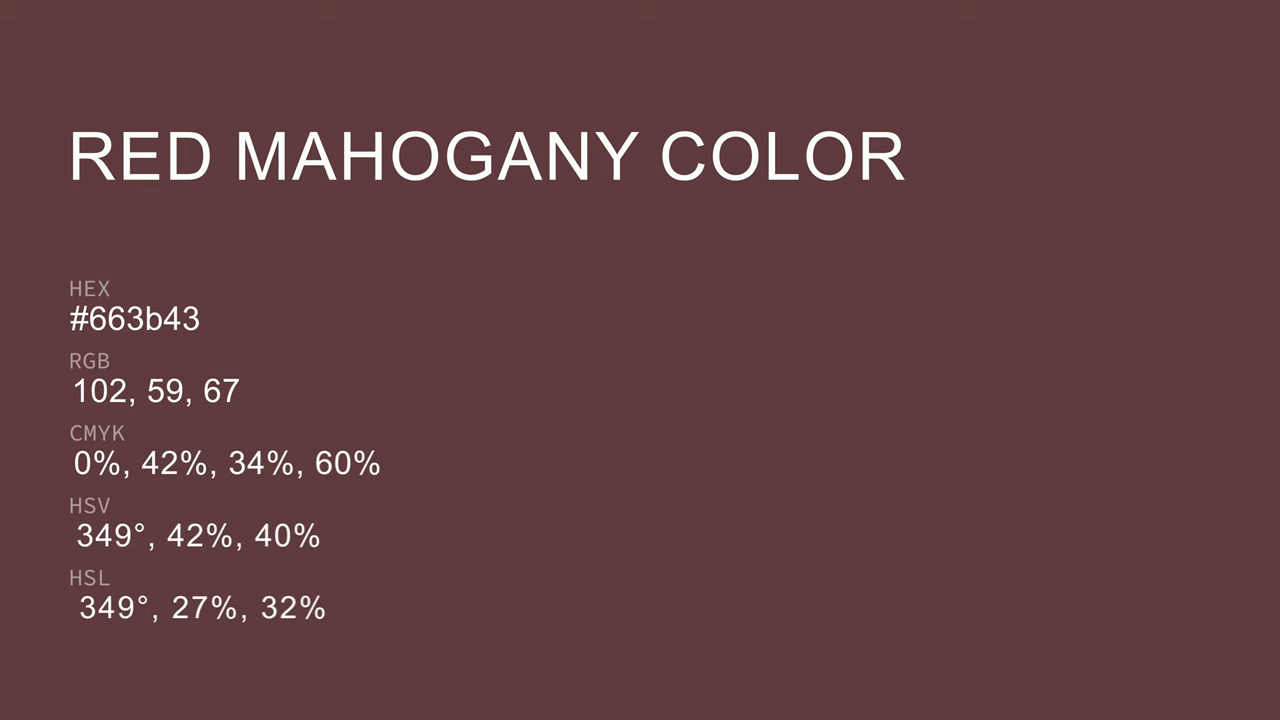 RED MAHOGANY COLOR
HEX
#663b43
RGB
102, 59, 67
CMYK
0%, 42%, 34%, 60%
HSV
349°, 42%, 40%
HSL
349°, 27%, 32%